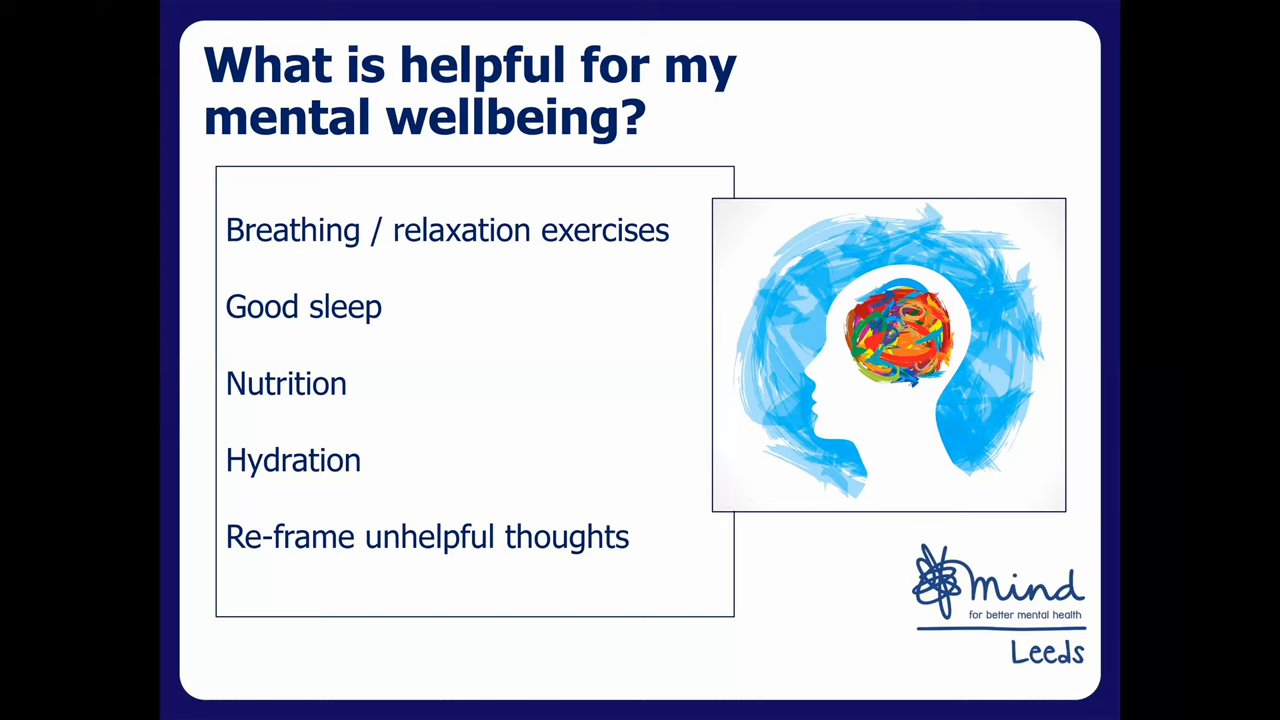 What is helpful for my
mental wellbeing?
Breathing / relaxation exercises
Good sleep
Nutrition
Hydration
Re-frame unhelpful thoughts
mind
for better mental health
Leeds